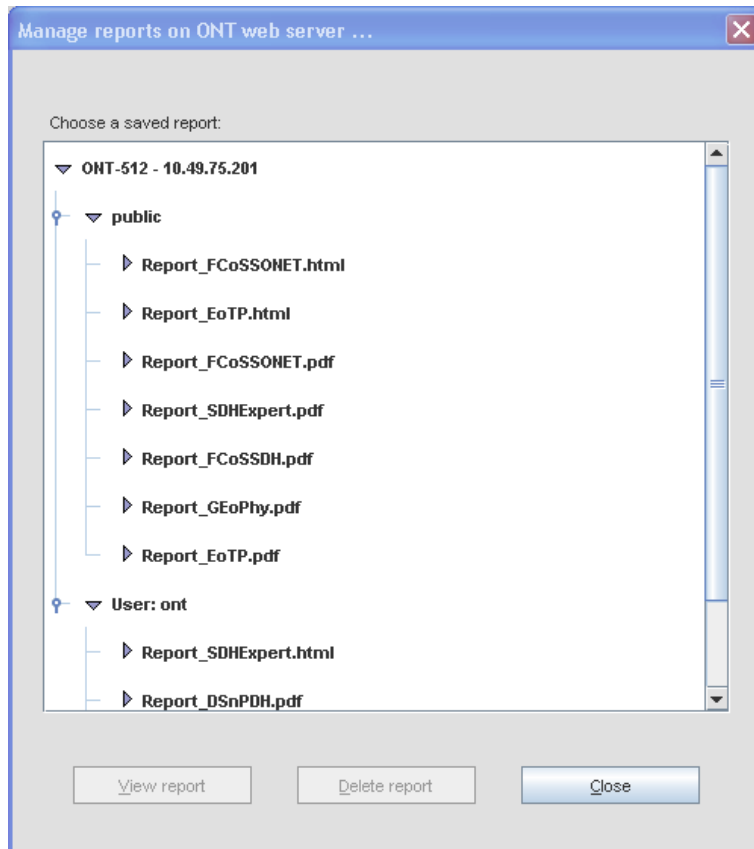 Manage reports on ONT web server ...
Choose a saved report:
ONT-512 - 10.49.75.201
public
Report_FCoSSONET.html
Report_EoTP.html
Report_FCoSSONET.pdf
Report_SDHExpert.pdf
Report_FCoSSDH.pdf
Report_GEoPhy.pdf
Report_EoTP.pdf
User: ont
Report_SDHExpert.html
Report_DSnPDH.pdf
View report Delete report Close